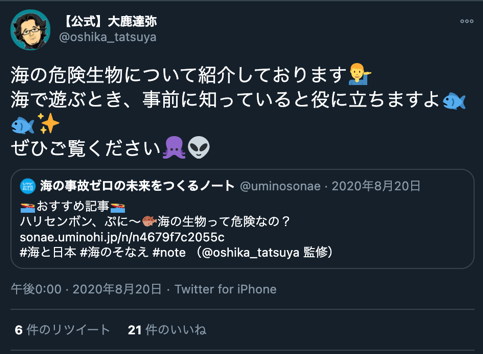 【公式】大鹿達弥
@oshika_tatsuya
海の危険生物について紹介しております💁‍♂️
海で遊ぶとき、事前に知っていると役に立ちますよ🐟
🐟✨
ぜひご覧ください🐙👽
海の事故ゼロの未来をつくるノート @uminosonae · 2020年8月20日
🚤おすすめ記事🚤
ハリセンボン、ぷに〜🐡海の生物って危険なの？
sonae.uminohi.jp/n/n4679f7c2055c
#海と日本 #海のそなえ #note （@oshika_tatsuya 監修）
午後0:00 · 2020年8月20日 · Twitter for iPhone
6 件のリツイート 21 件のいいね